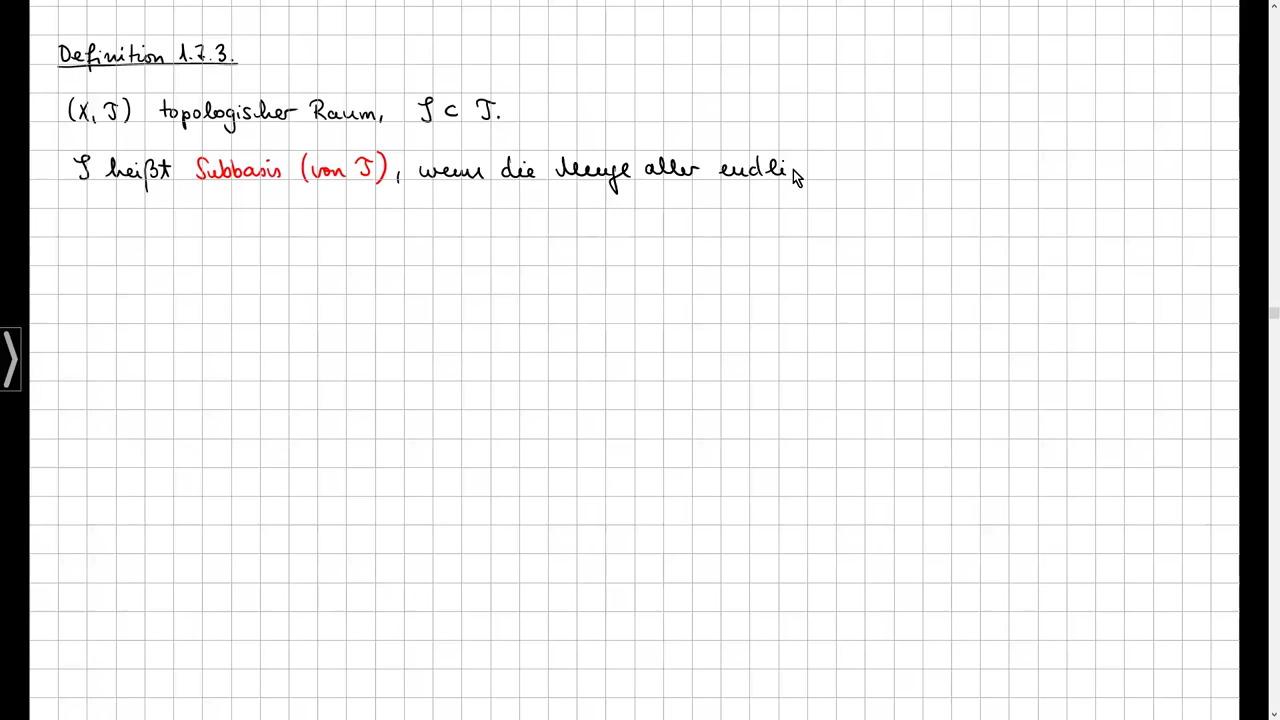 Definition 1.7.3.
(X, T) topologischer Raum, S ⊂ T.
S heißt Subbasis (von T), wenn die Menge aller endli